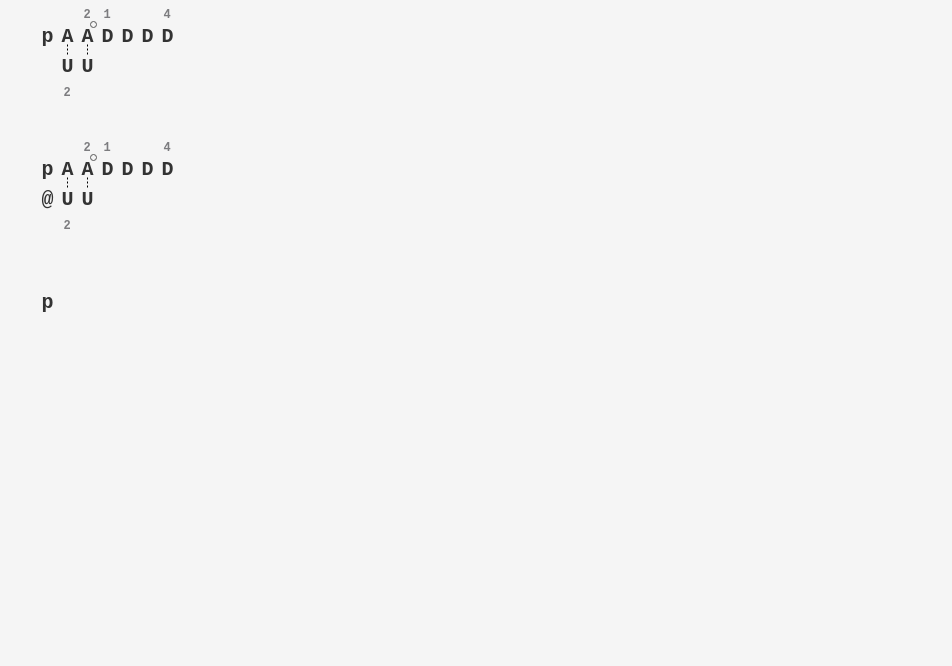 2 1 4
p A A D D D D
U U
2
2 1 4
p A A D D D D
@ U U
2
p